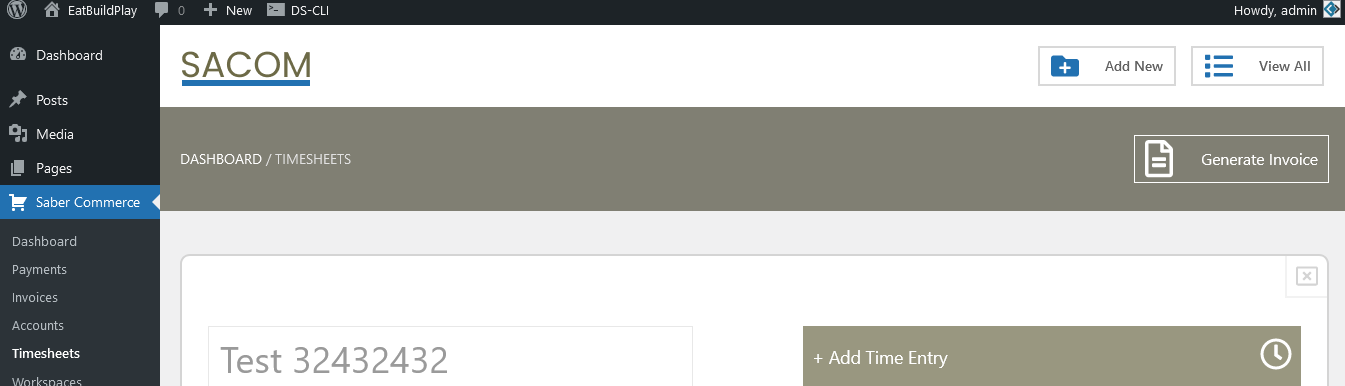 EatBuildPlay 0 + New DS-CLI Howdy, admin
Dashboard
Posts
Media
Pages
Saber Commerce
Dashboard
Payments
Invoices
Accounts
Timesheets
Workspaces
SACOM
Add New
View All
DASHBOARD / TIMESHEETS
Generate Invoice
Test 32432432
+ Add Time Entry